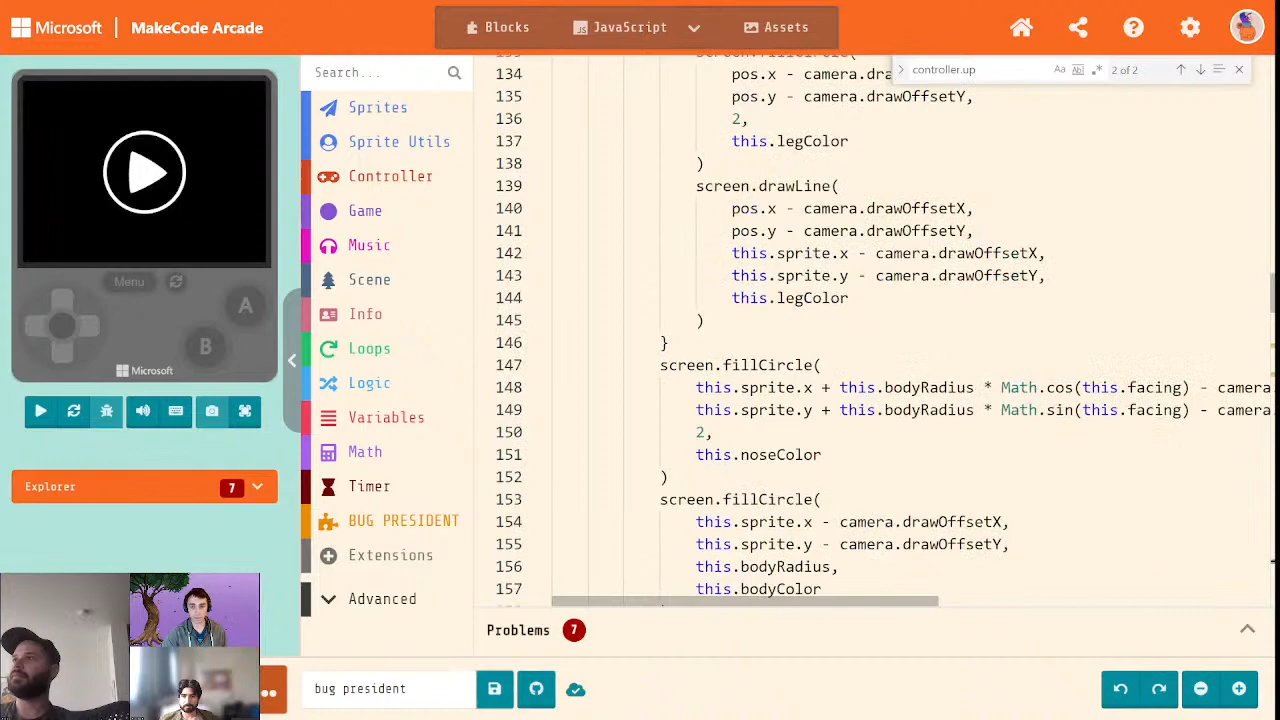 Microsoft | MakeCode Arcade
Blocks
JavaScript
Assets
Search...
Sprites
Sprite Utils
Controller
Game
Music
Scene
Info
Loops
Logic
Variables
Math
Timer
BUG PRESIDENT
Extensions
Advanced
Menu
A
B
Microsoft
Explorer 7
controller.up
Aa
ab
.*
2 of 2
134 pos.x - camera.dra
135 pos.y - camera.drawOffsetY,
136 2,
137 this.legColor
138 )
139 screen.drawLine(
140 pos.x - camera.drawOffsetX,
141 pos.y - camera.drawOffsetY,
142 this.sprite.x - camera.drawOffsetX,
143 this.sprite.y - camera.drawOffsetY,
144 this.legColor
145 )
146 }
147 screen.fillCircle(
148 this.sprite.x + this.bodyRadius * Math.cos(this.facing) - camera
149 this.sprite.y + this.bodyRadius * Math.sin(this.facing) - camera
150 2,
151 this.noseColor
152 )
153 screen.fillCircle(
154 this.sprite.x - camera.drawOffsetX,
155 this.sprite.y - camera.drawOffsetY,
156 this.bodyRadius,
157 this.bodyColor
Problems 7
bug president